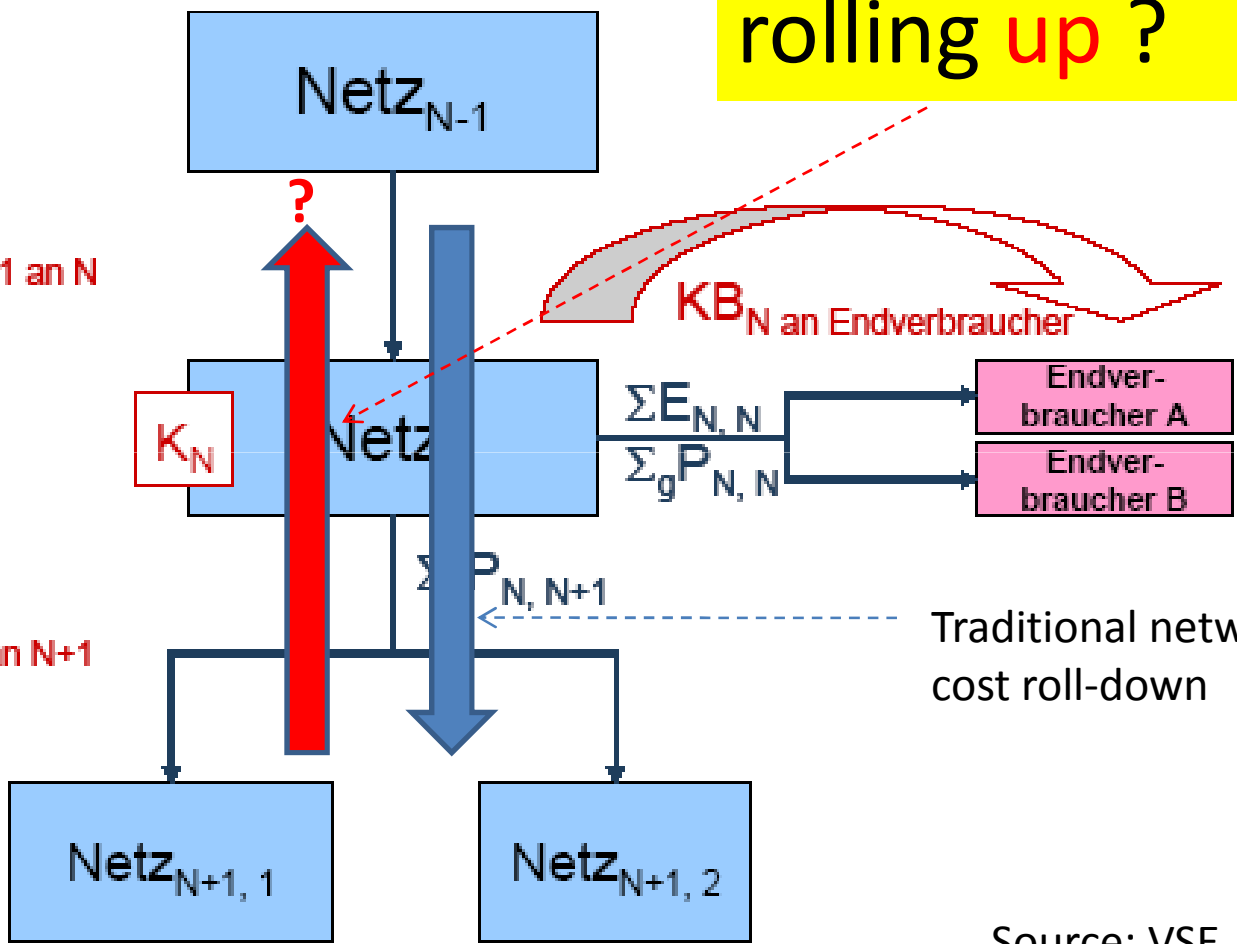 rolling up ?
Netz N-1
?
1 an N
KB N an Endverbraucher
K N
Netz
ΣE N, N
Σg P N, N
Endver-
braucher A
Endver-
braucher B
P N, N+1
n N+1
Traditional netw
cost roll-down
Netz N+1, 1
Netz N+1, 2
Source: VSE